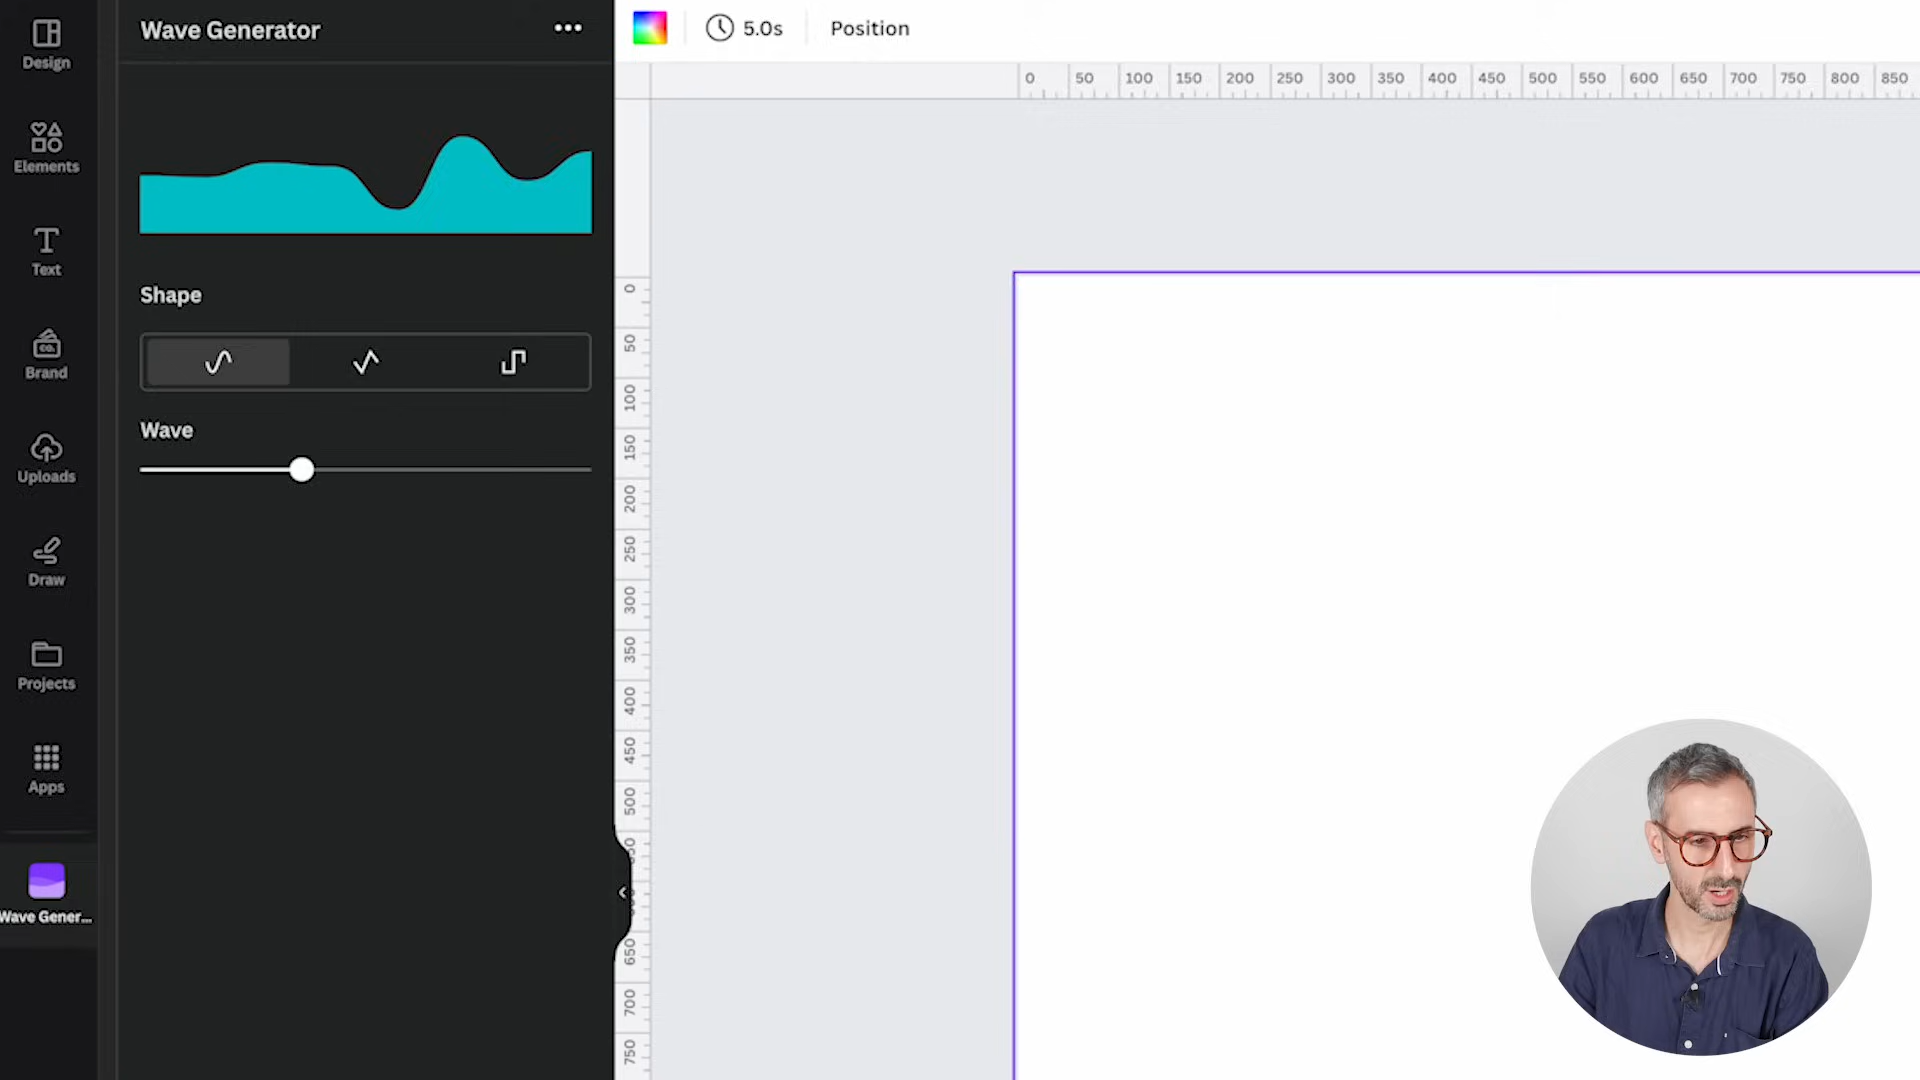 Design
Elements
Text
Brand
CO.
Uploads
Draw
Projects
Apps
Wave Gener...
Wave Generator
Shape
Wave
5.0s
Position
0 50 100 150 200 250 300 350 400 450 500 550 600 650 700 750 800 850
0
50
100
150
200
250
300
350
400
450
500
650
700
750